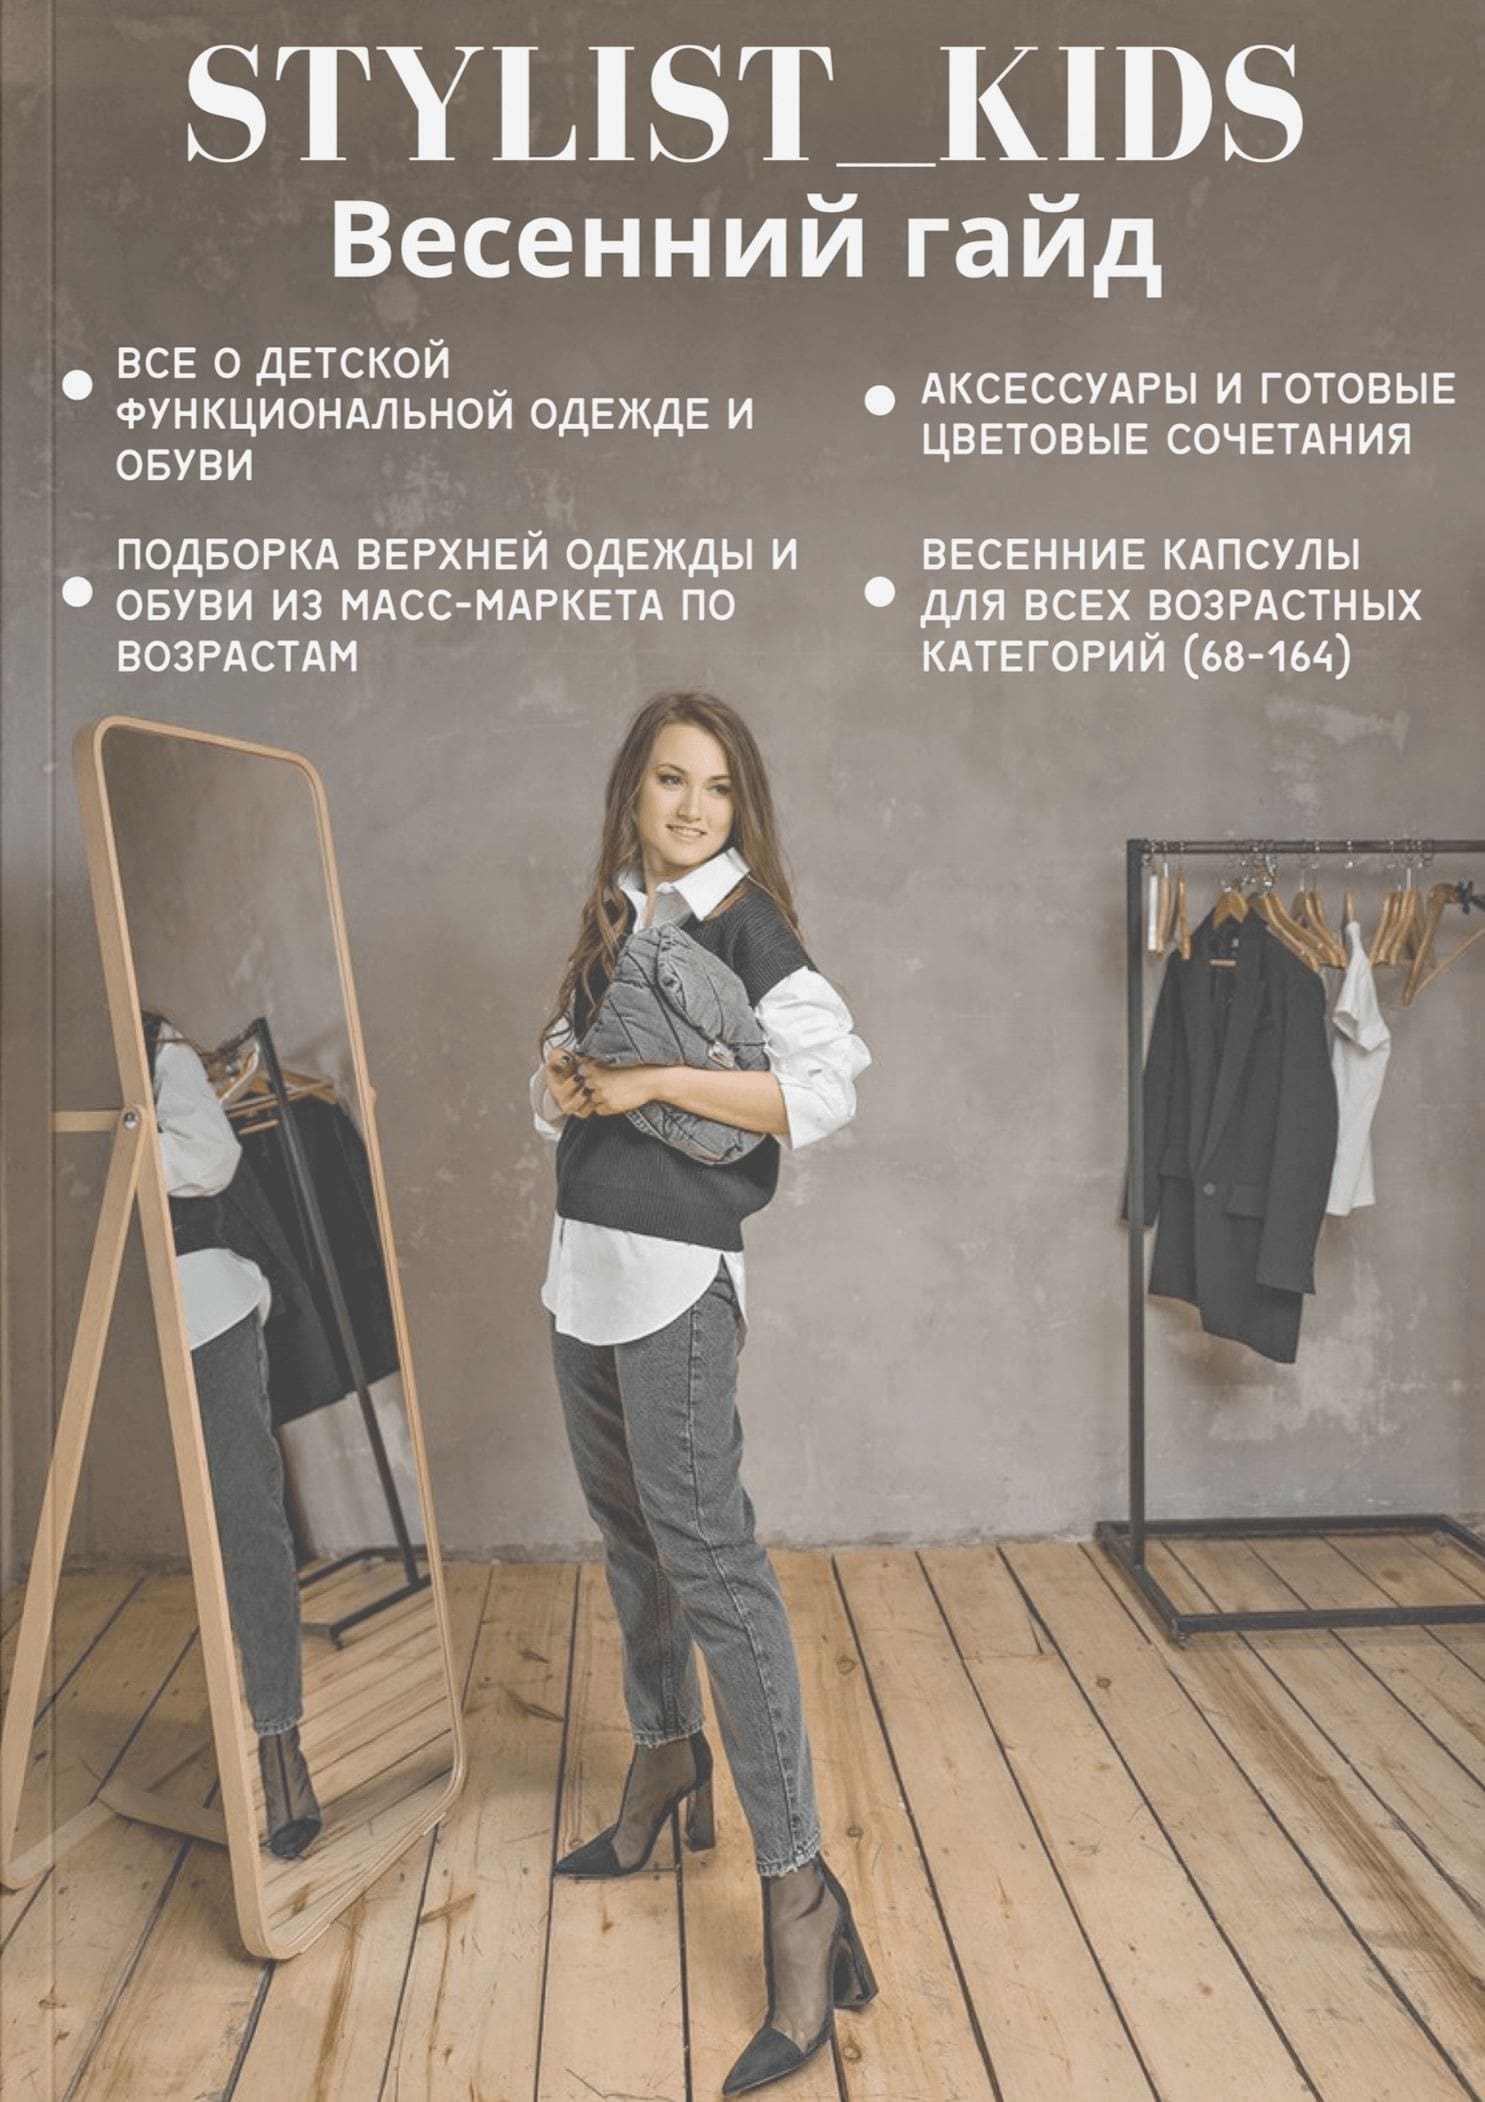 STYLIST_KIDS
Весенний гайд
ВСЕ О ДЕТСКОЙ
ФУНКЦИОНАЛЬНОЙ ОДЕЖДЕ И
ОБУВИ
ПОДБОРКА ВЕРХНЕЙ ОДЕЖДЫ И
ОБУВИ ИЗ МАСС-МАРКЕТА ПО
ВОЗРАСТАМ
АКСЕССУАРЫ И ГОТОВЫЕ
ЦВЕТОВЫЕ СОЧЕТАНИЯ
ВЕСЕННИЕ КАПСУЛЫ
ДЛЯ ВСЕХ ВОЗРАСТНЫХ
КАТЕГОРИЙ (68-164)